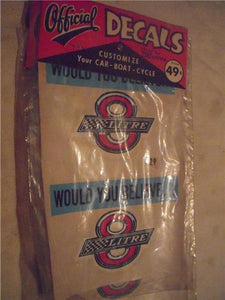 Official DECALS
CUSTOMIZE
Your CAR-BOAT-CYCLE
49¢
WOULD YOU BELIEVE
8
LITRE
WOULD YOU BELIEVE
8
LITRE